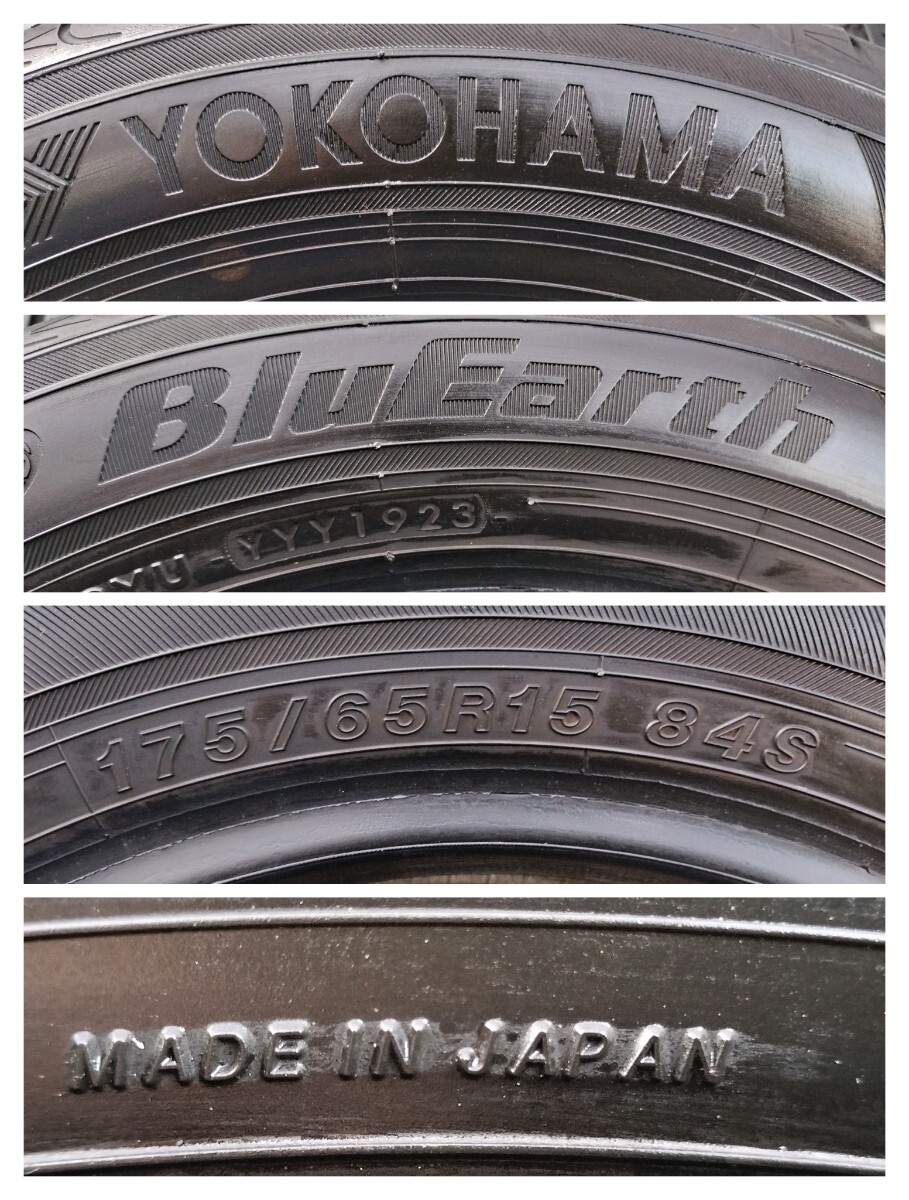 YOKOHAMA
BluEarth
YYY1923
175/65R15 84S
MADE IN JAPAN